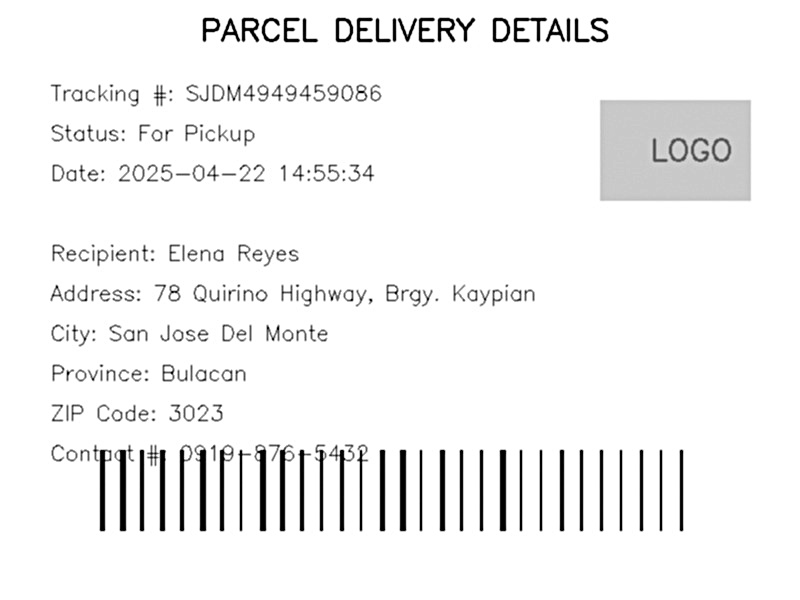 PARCEL DELIVERY DETAILS
Tracking #: SJDM4949459086
Status: For Pickup
Date: 2025-04-22 14:55:34
LOGO
Recipient: Elena Reyes
Address: 78 Quirino Highway, Brgy. Kaypian
City: San Jose Del Monte
Province: Bulacan
ZIP Code: 3023
Contact #: 0919-876-5432